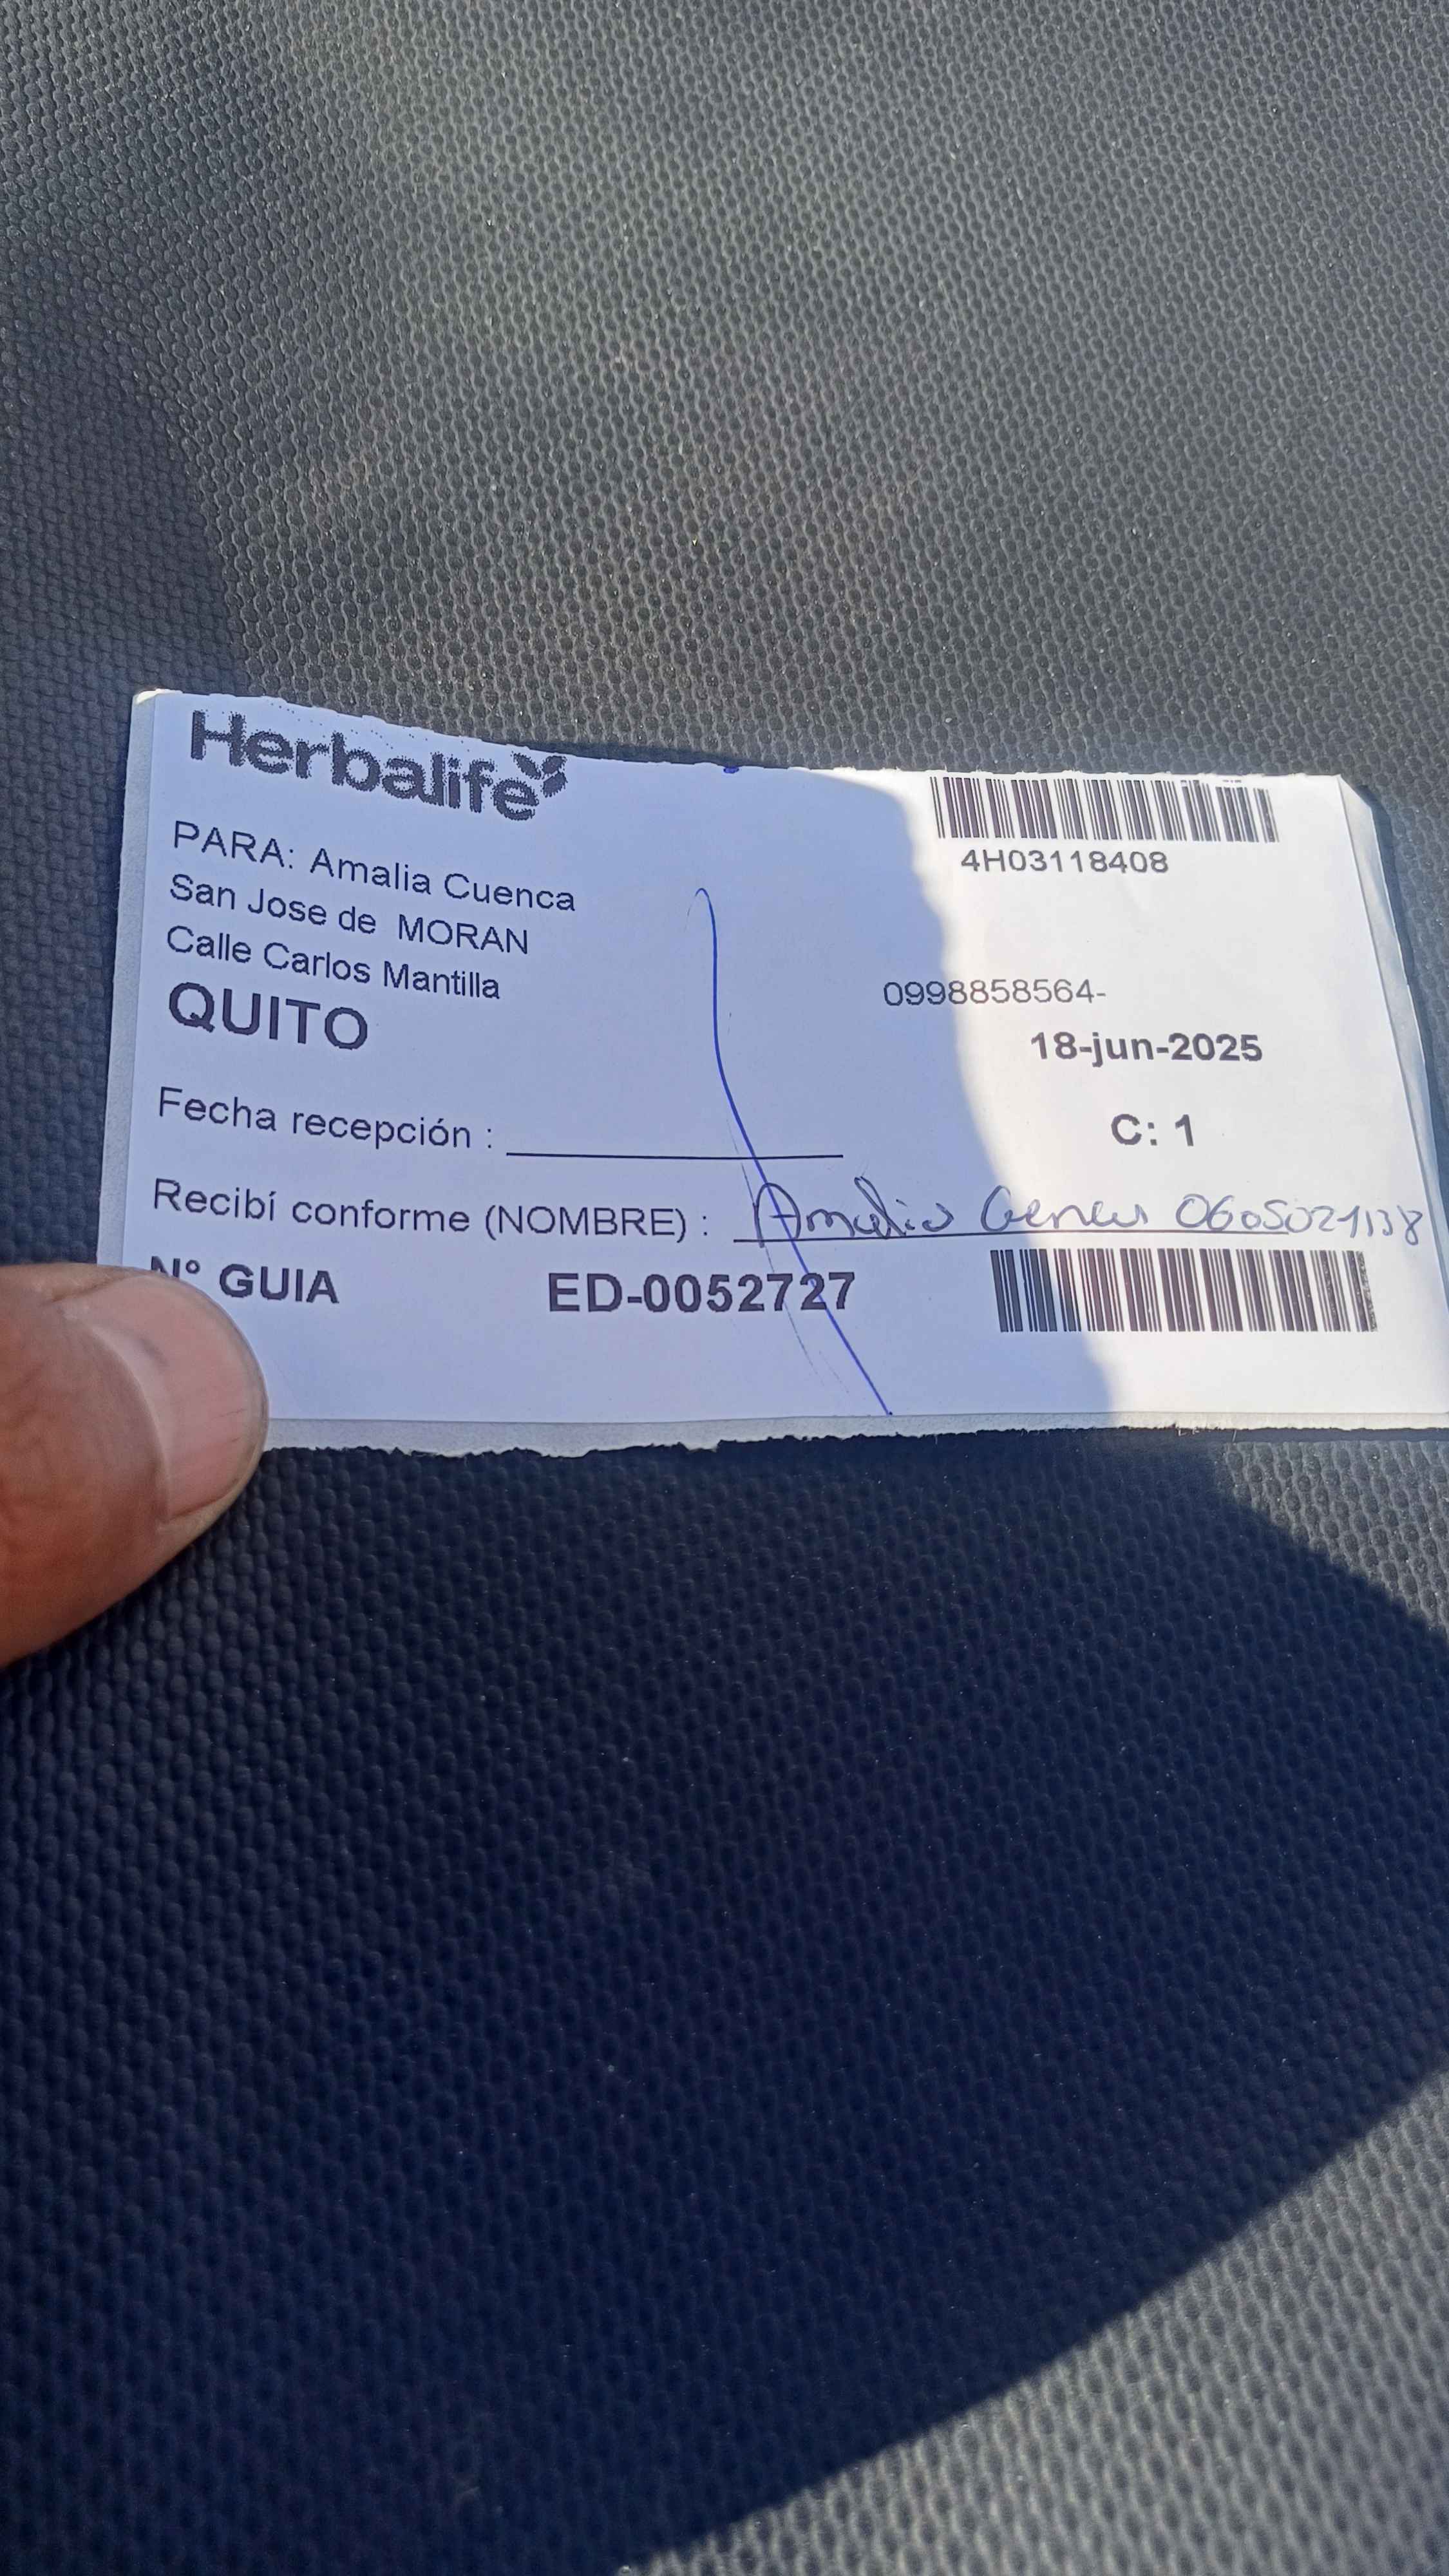 Herbalife
4H03118408
PARA: Amalia Cuenca
San Jose de MORAN
Calle Carlos Mantilla
QUITO
0998858564-
18-jun-2025
C: 1
Fecha recepción :
Recibí conforme (NOMBRE) : Amalia
N° GUIA ED-0052727